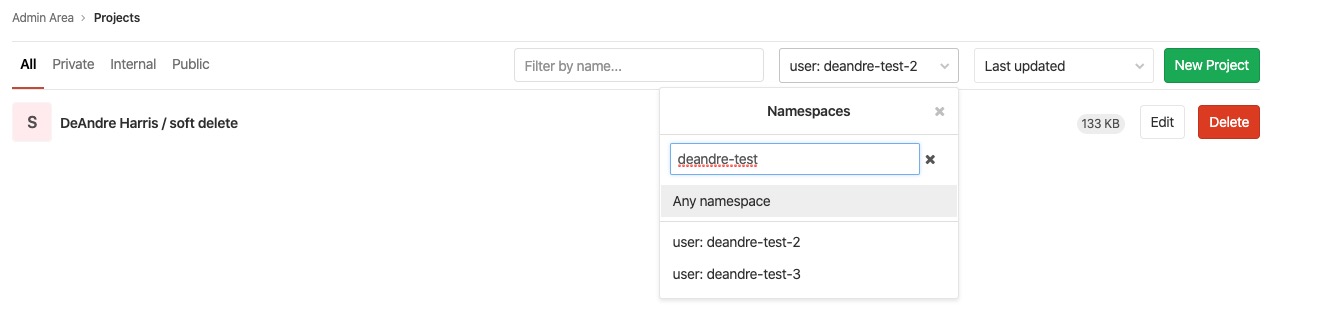 Admin Area › Projects
All Private Internal Public Filter by name... user: deandre-test-2 Last updated New Project
Namespaces ×
S DeAndre Harris / soft delete 133 KB Edit Delete
deandre-test ×
Any namespace
user: deandre-test-2
user: deandre-test-3